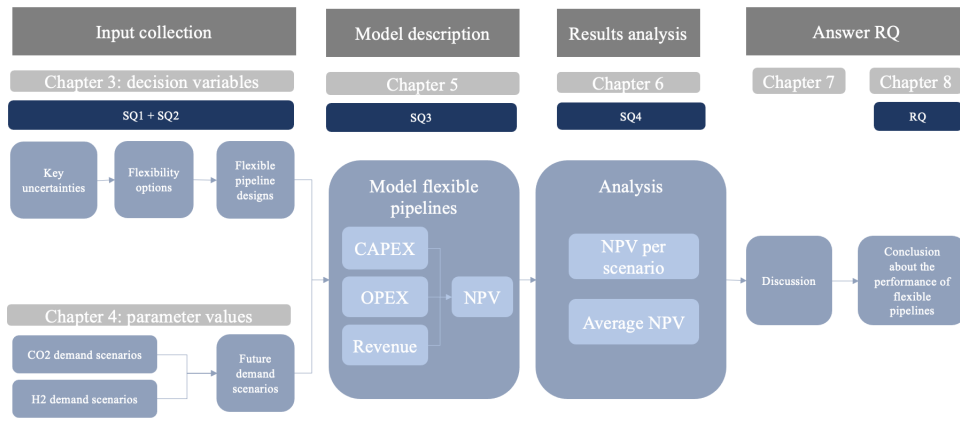 Input collection
Model description
Results analysis
Answer RQ
Chapter 3: decision variables
Chapter 5
Chapter 6
Chapter 7
Chapter 8
SQ1 + SQ2
SQ3
SQ4
RQ
Key
uncertainties
Flexibility
options
Flexible
pipeline
designs
Chapter 4: parameter values
CO2 demand scenarios
H2 demand scenarios
Future
demand
scenarios
Model flexible
pipelines
CAPEX
OPEX
Revenue
NPV
Analysis
NPV per
scenario
Average NPV
Discussion
Conclusion
about the
performance of
flexible
pipelines